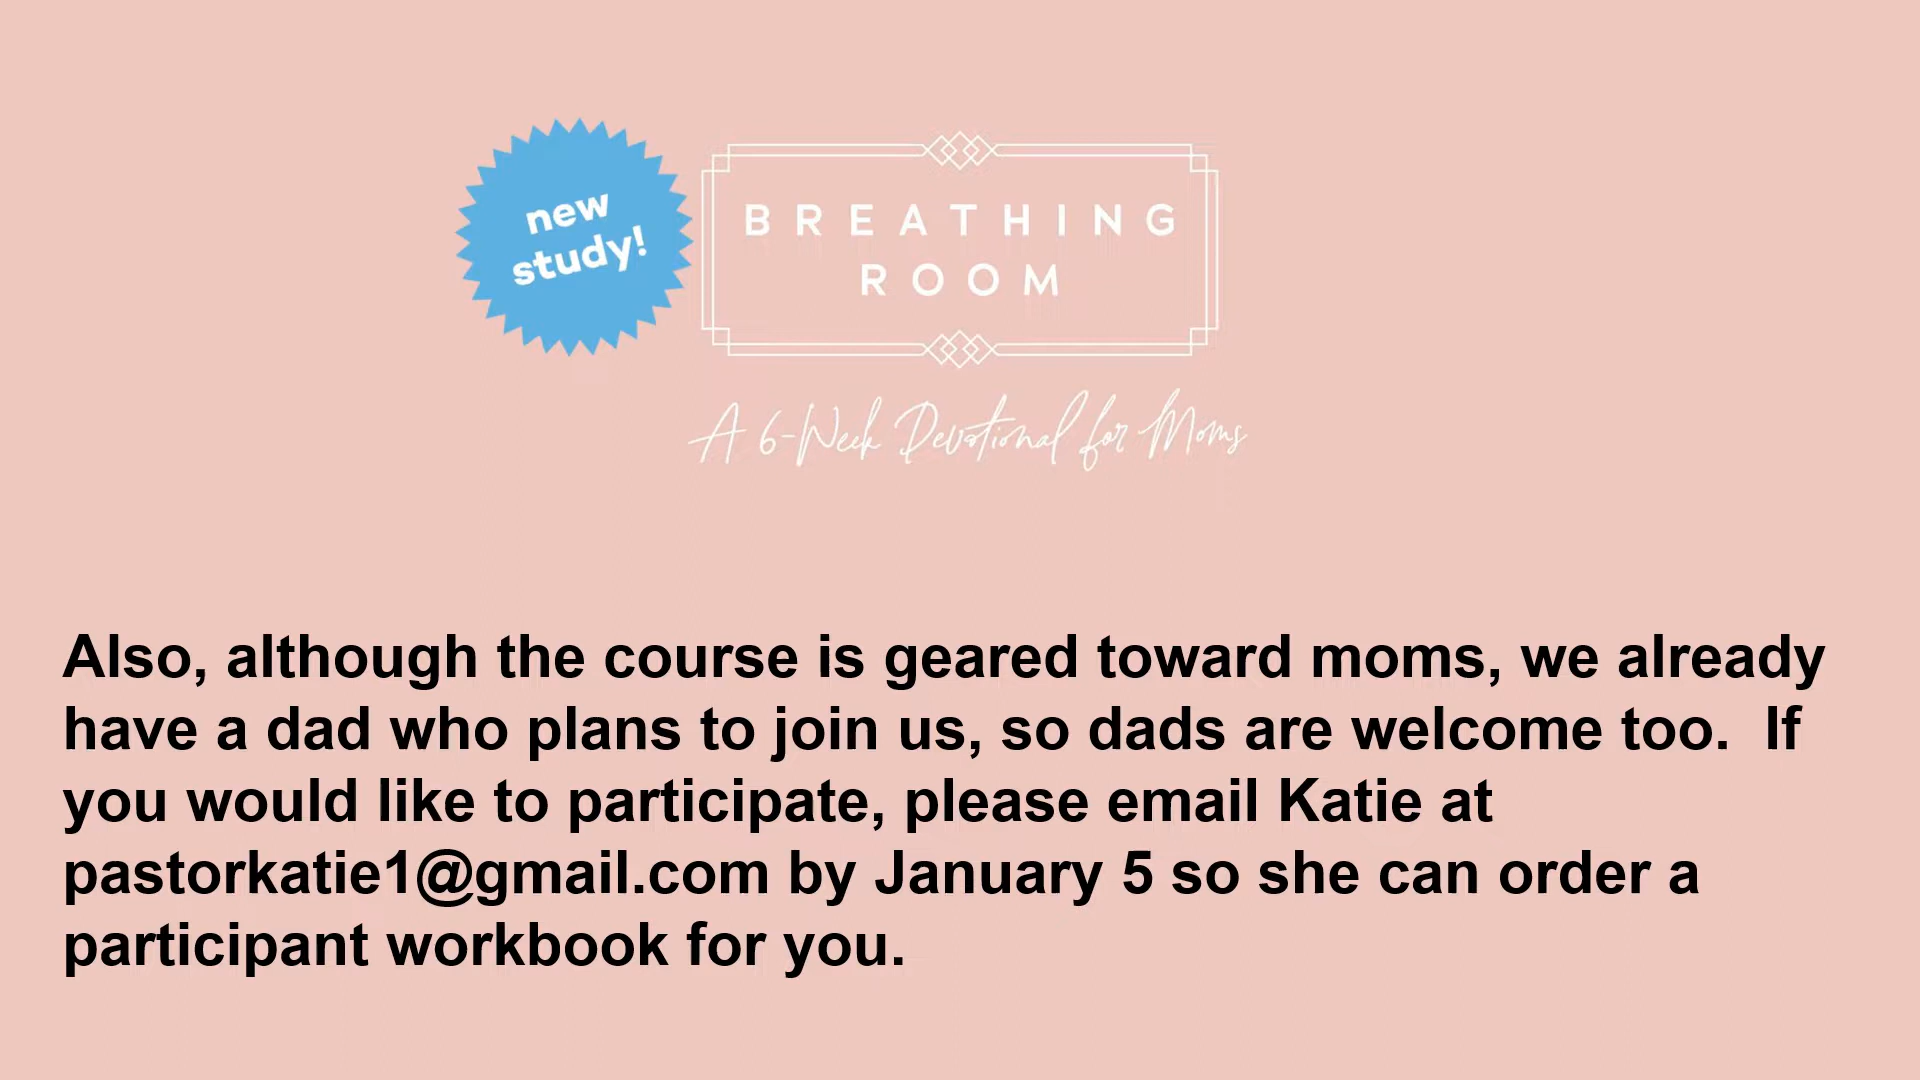 new
study!
BREATHING
ROOM
A 6-Week Devotional for Moms
Also, although the course is geared toward moms, we already
have a dad who plans to join us, so dads are welcome too.  If
you would like to participate, please email Katie at
pastorkatie1@gmail.com by January 5 so she can order a
participant workbook for you.